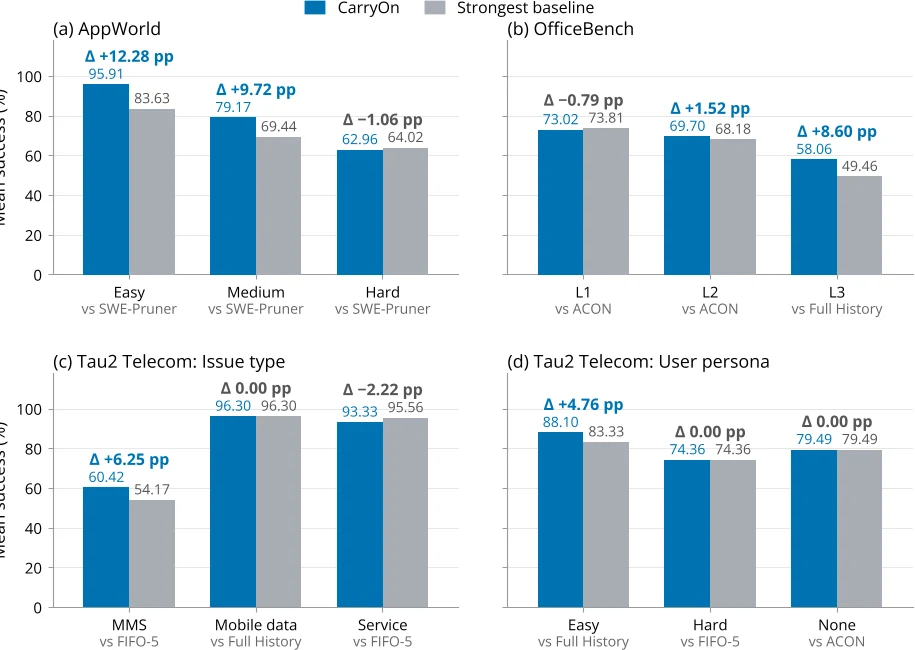 CarryOn Strongest baseline
(a) AppWorld
Mean success (%)
100
80
60
40
20
0
Δ +12.28 pp
95.91
83.63
Δ +9.72 pp
79.17
69.44
Δ −1.06 pp
62.96 64.02
Easy Medium Hard
vs SWE-Pruner vs SWE-Pruner vs SWE-Pruner
(b) OfficeBench
Δ −0.79 pp
73.02 73.81
Δ +1.52 pp
69.70 68.18
Δ +8.60 pp
58.06
49.46
L1 L2 L3
vs ACON vs ACON vs Full History
(c) Tau2 Telecom: Issue type
Mean success (%)
100
80
60
40
20
0
Δ +6.25 pp
60.42
54.17
Δ 0.00 pp
96.30 96.30
Δ −2.22 pp
93.33 95.56
MMS Mobile data Service
vs FIFO-5 vs Full History vs FIFO-5
(d) Tau2 Telecom: User persona
Δ +4.76 pp
88.10
83.33
Δ 0.00 pp
74.36 74.36
Δ 0.00 pp
79.49 79.49
Easy Hard None
vs Full History vs FIFO-5 vs ACON